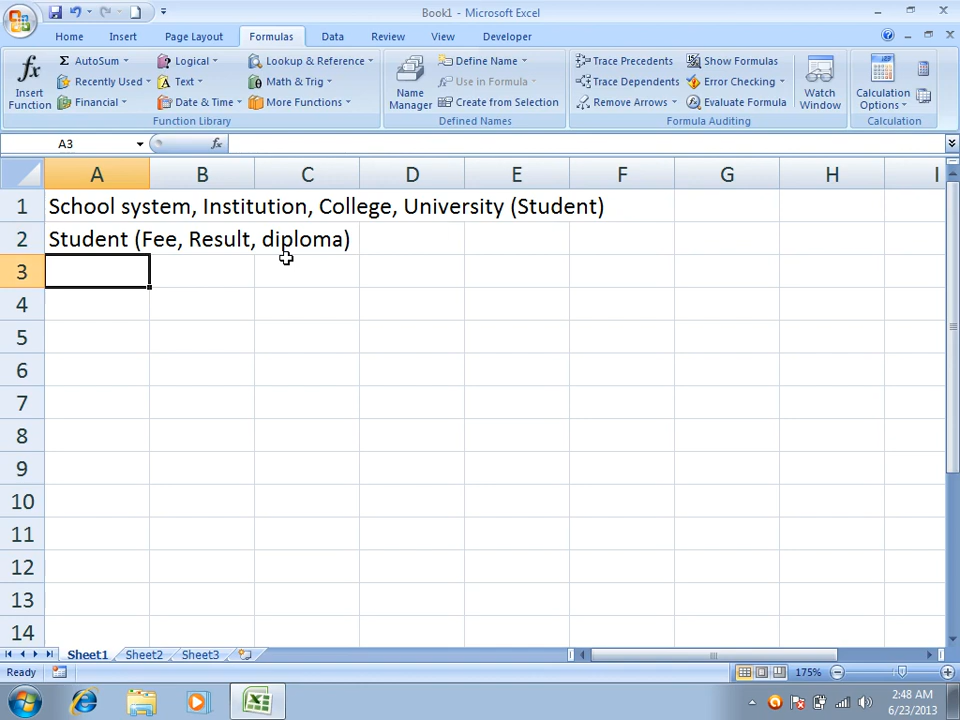 Book1 - Microsoft Excel
Home Insert Page Layout Formulas Data Review View Developer
Σ AutoSum Logical Lookup & Reference Define Name Trace Precedents Show Formulas
Recently Used Text Math & Trig Use in Formula Trace Dependents Error Checking
Insert Function Financial Date & Time More Functions Name Manager Create from Selection Remove Arrows Evaluate Formula Watch Window Calculation Options
Function Library Defined Names Formula Auditing Calculation
A3 fx
A B C D E F G H I
1 School system, Institution, College, University (Student)
2 Student (Fee, Result, diploma)
3
4
5
6
7
8
9
10
11
12
13
14
Sheet1 Sheet2 Sheet3
Ready 175%
2:48 AM
6/23/2013